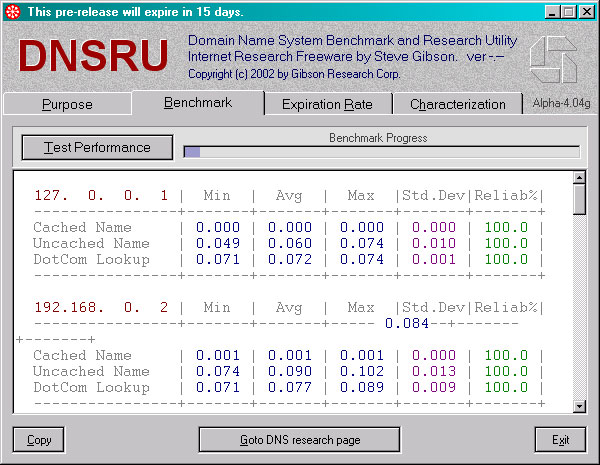 This pre-release will expire in 15 days.
DNSRU
Domain Name System Benchmark and Research Utility
Internet Research Freeware by Steve Gibson. ver -.--
Copyright (c) 2002 by Gibson Research Corp.
Purpose Benchmark Expiration Rate Characterization Alpha-4.04g
Test Performance
Benchmark Progress
127.  0.  0.  1 |  Min  |  Avg  |  Max  |Std.Dev|Reliab%|
----------------+-------+-------+-------+-------+-------+
Cached Name     | 0.000 | 0.000 | 0.000 | 0.000 | 100.0 |
Uncached Name   | 0.049 | 0.060 | 0.074 | 0.010 | 100.0 |
DotCom Lookup   | 0.071 | 0.072 | 0.074 | 0.001 | 100.0 |
----------------+-------+-------+-------+-------+-------+
192.168.  0.  2 |  Min  |  Avg  |  Max  |Std.Dev|Reliab%|
----------------+-------+-------+----- 0.084--+-------
+-------+
Cached Name     | 0.001 | 0.001 | 0.001 | 0.000 | 100.0 |
Uncached Name   | 0.074 | 0.090 | 0.102 | 0.013 | 100.0 |
DotCom Lookup   | 0.071 | 0.077 | 0.089 | 0.009 | 100.0 |
----------------+-------+-------+-------+-------+-------+
Copy Goto DNS research page Exit